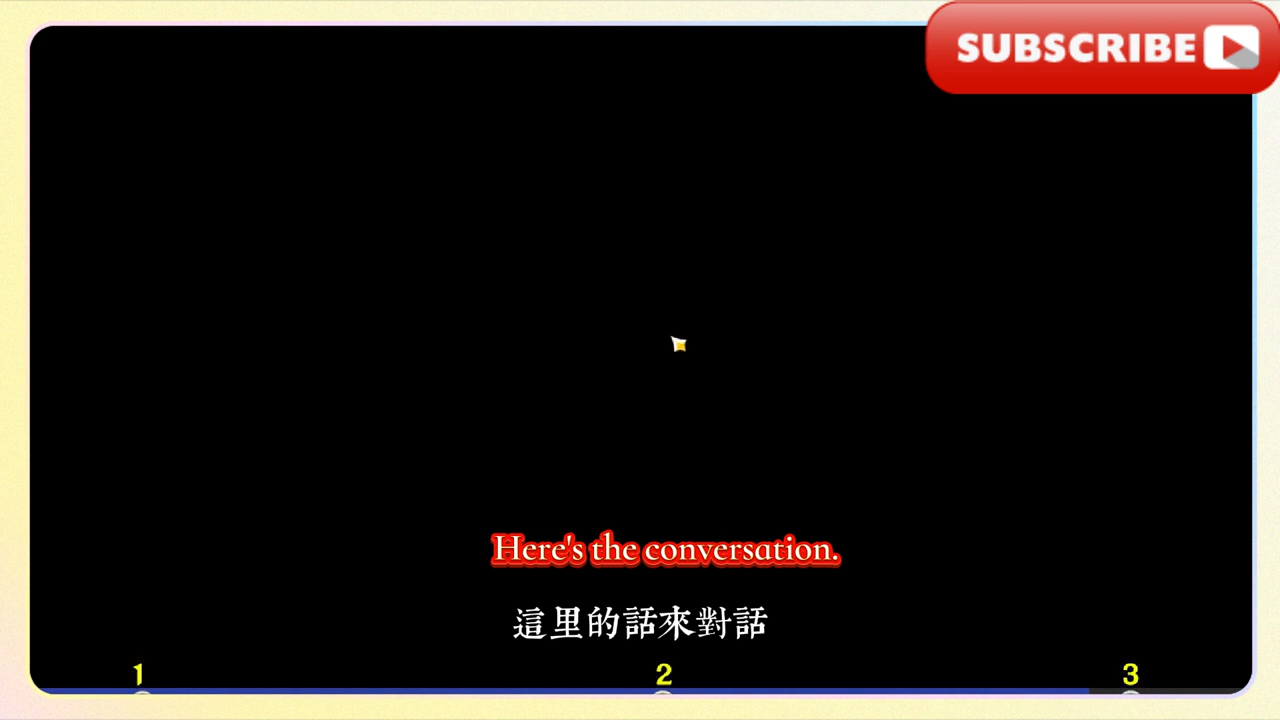 SUBSCRIBE
Here's the conversation.
這里的話來對話
1 2 3